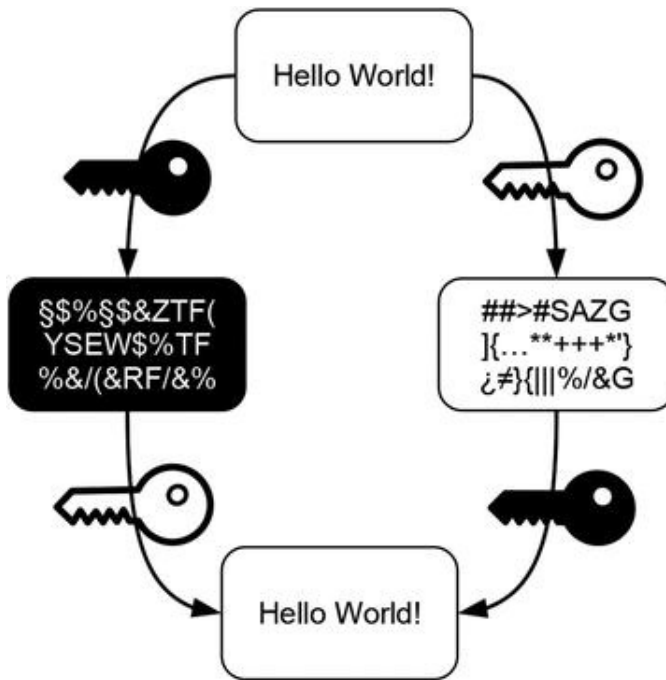 Hello World!
§$%§$&ZTF(
YSEW$%TF
%&/(&RF/&%
##>#SAZG
]{…**+++*'}
¿≠}{|||%/&G
Hello World!